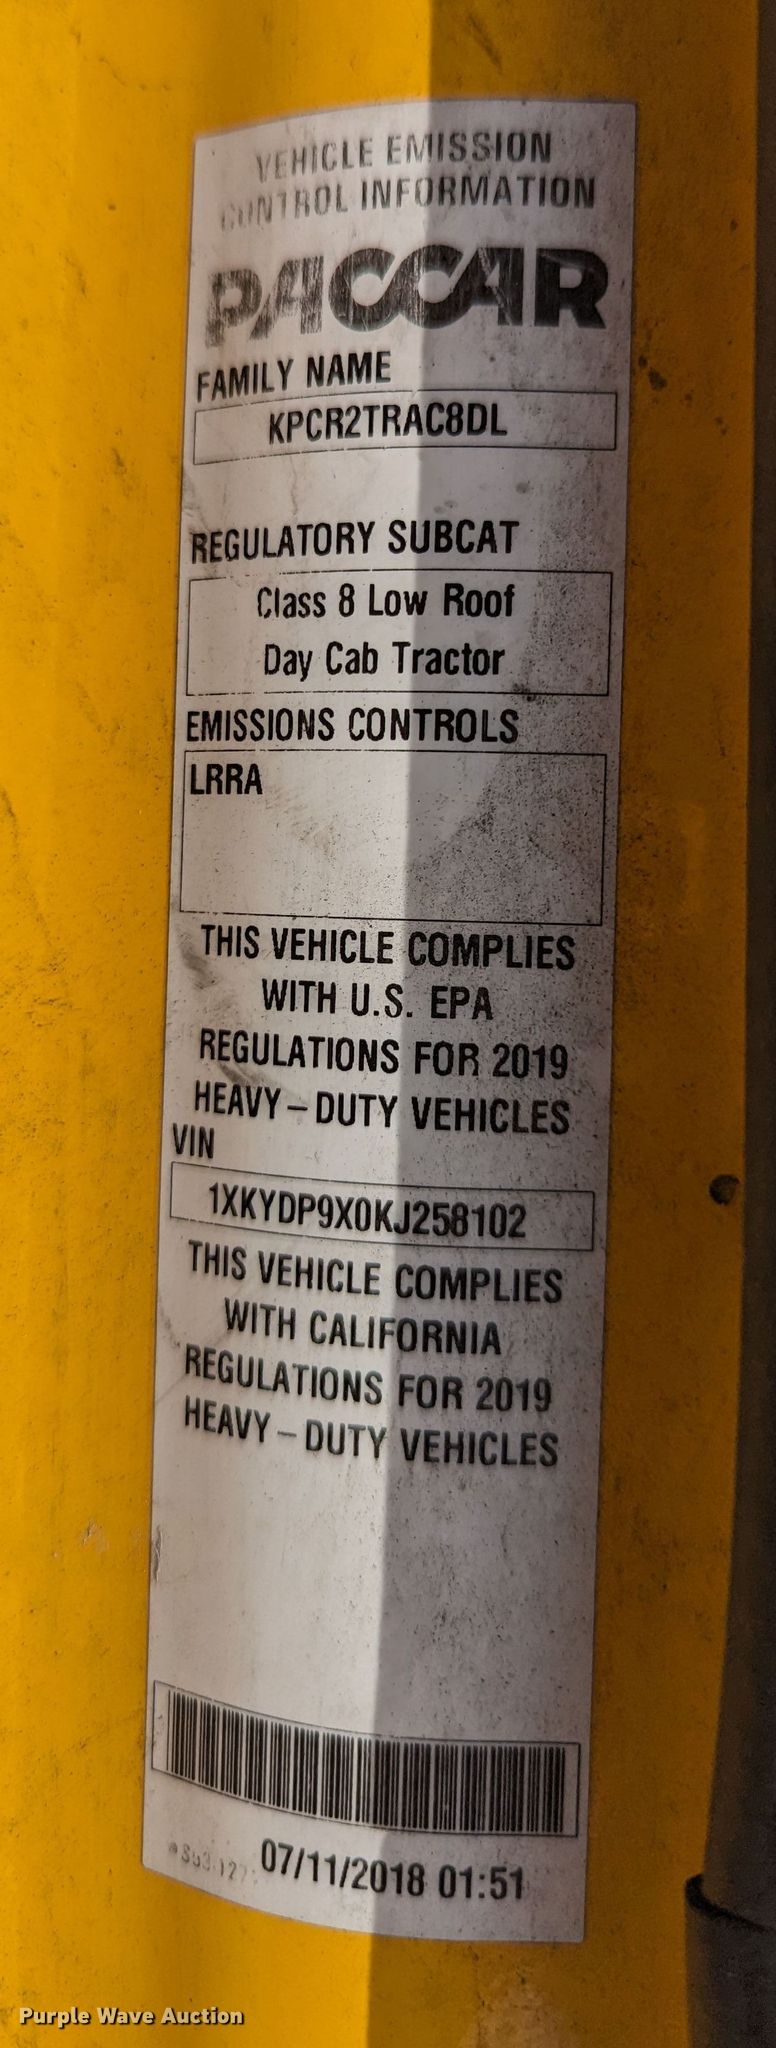 VEHICLE EMISSION
CONTROL INFORMATION
PACCAR
FAMILY NAME
KPCR2TRAC8DL
REGULATORY SUBCAT
Class 8 Low Roof
Day Cab Tractor
EMISSIONS CONTROLS
LRRA
THIS VEHICLE COMPLIES
WITH U.S. EPA
REGULATIONS FOR 2019
HEAVY-DUTY VEHICLES
VIN
1XKYDP9X0KJ258102
THIS VEHICLE COMPLIES
WITH CALIFORNIA
REGULATIONS FOR 2019
HEAVY-DUTY VEHICLES
07/11/2018 01:51
Purple Wave Auction